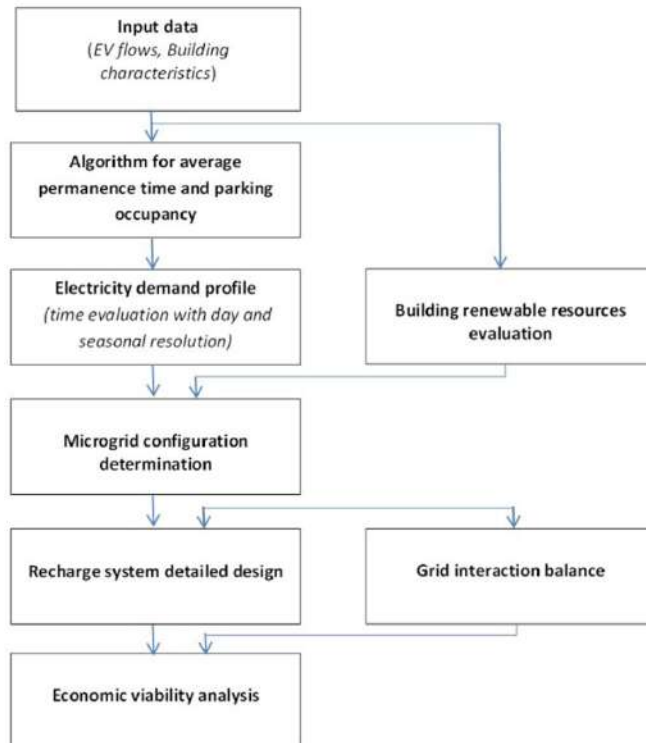 Input data
(EV flows, Building
characteristics)
Algorithm for average
permanence time and parking
occupancy
Electricity demand profile
(time evaluation with day and
seasonal resolution)
Building renewable resources
evaluation
Microgrid configuration
determination
Recharge system detailed design
Grid interaction balance
Economic viability analysis